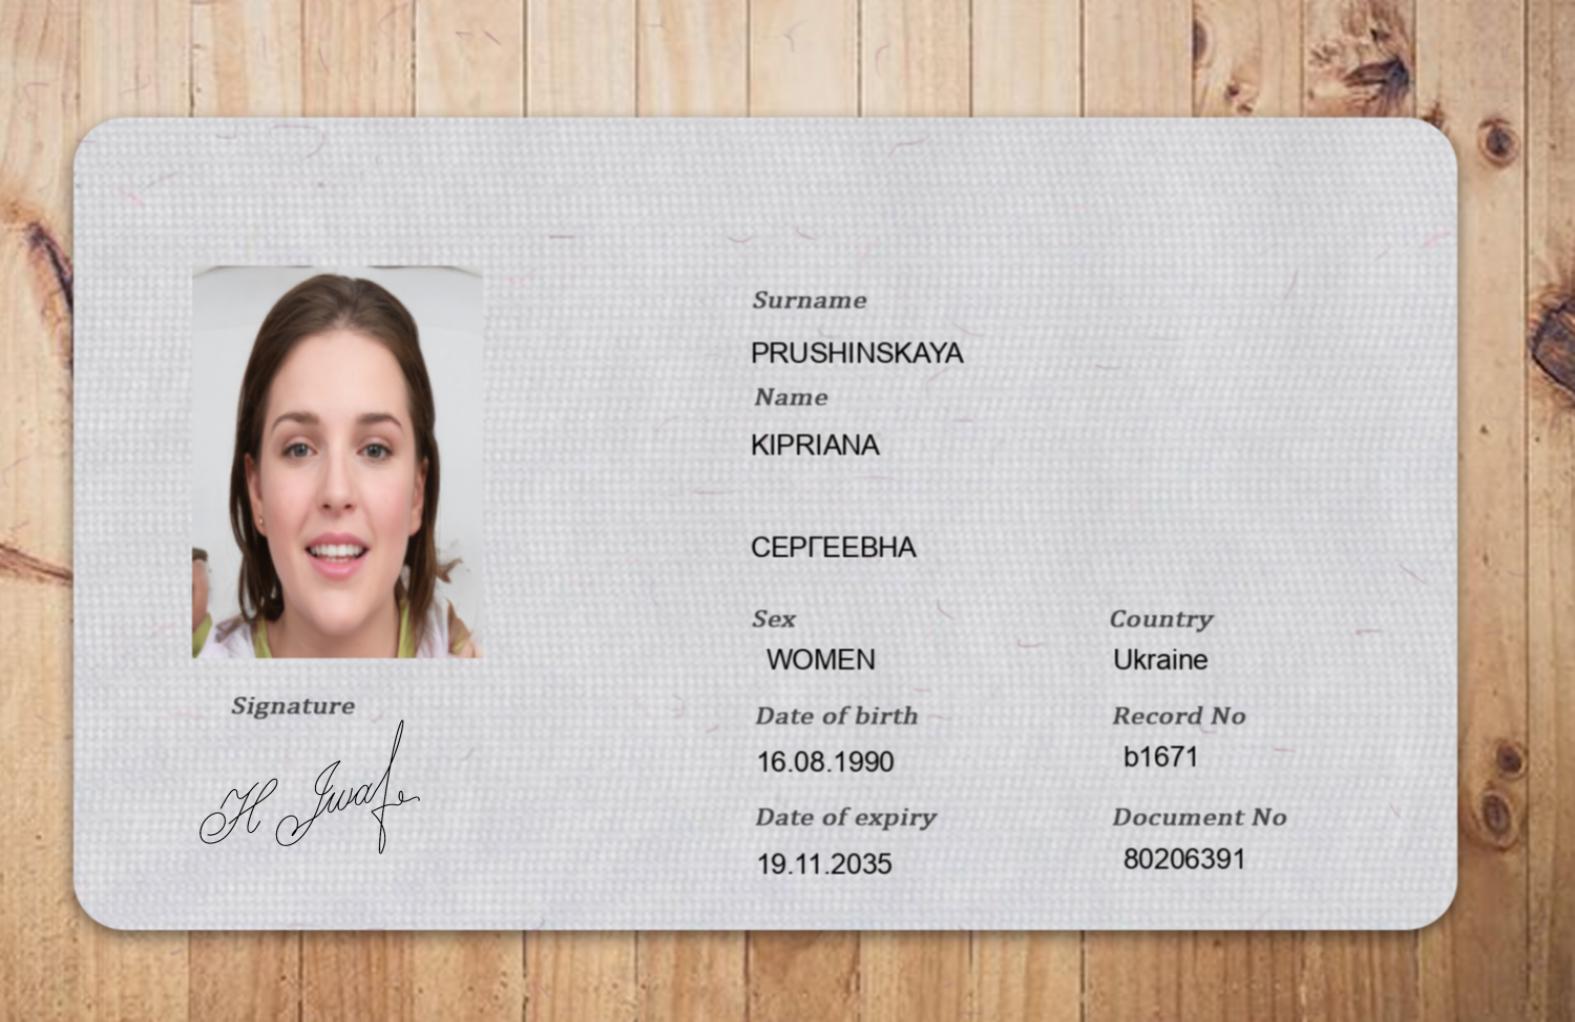 Surname
PRUSHINSKAYA
Name
KIPRIANA
СЕРГЕЕВНА
Sex
WOMEN
Country
Ukraine
Date of birth
16.08.1990
Record No
b1671
Date of expiry
19.11.2035
Document No
80206391
Signature